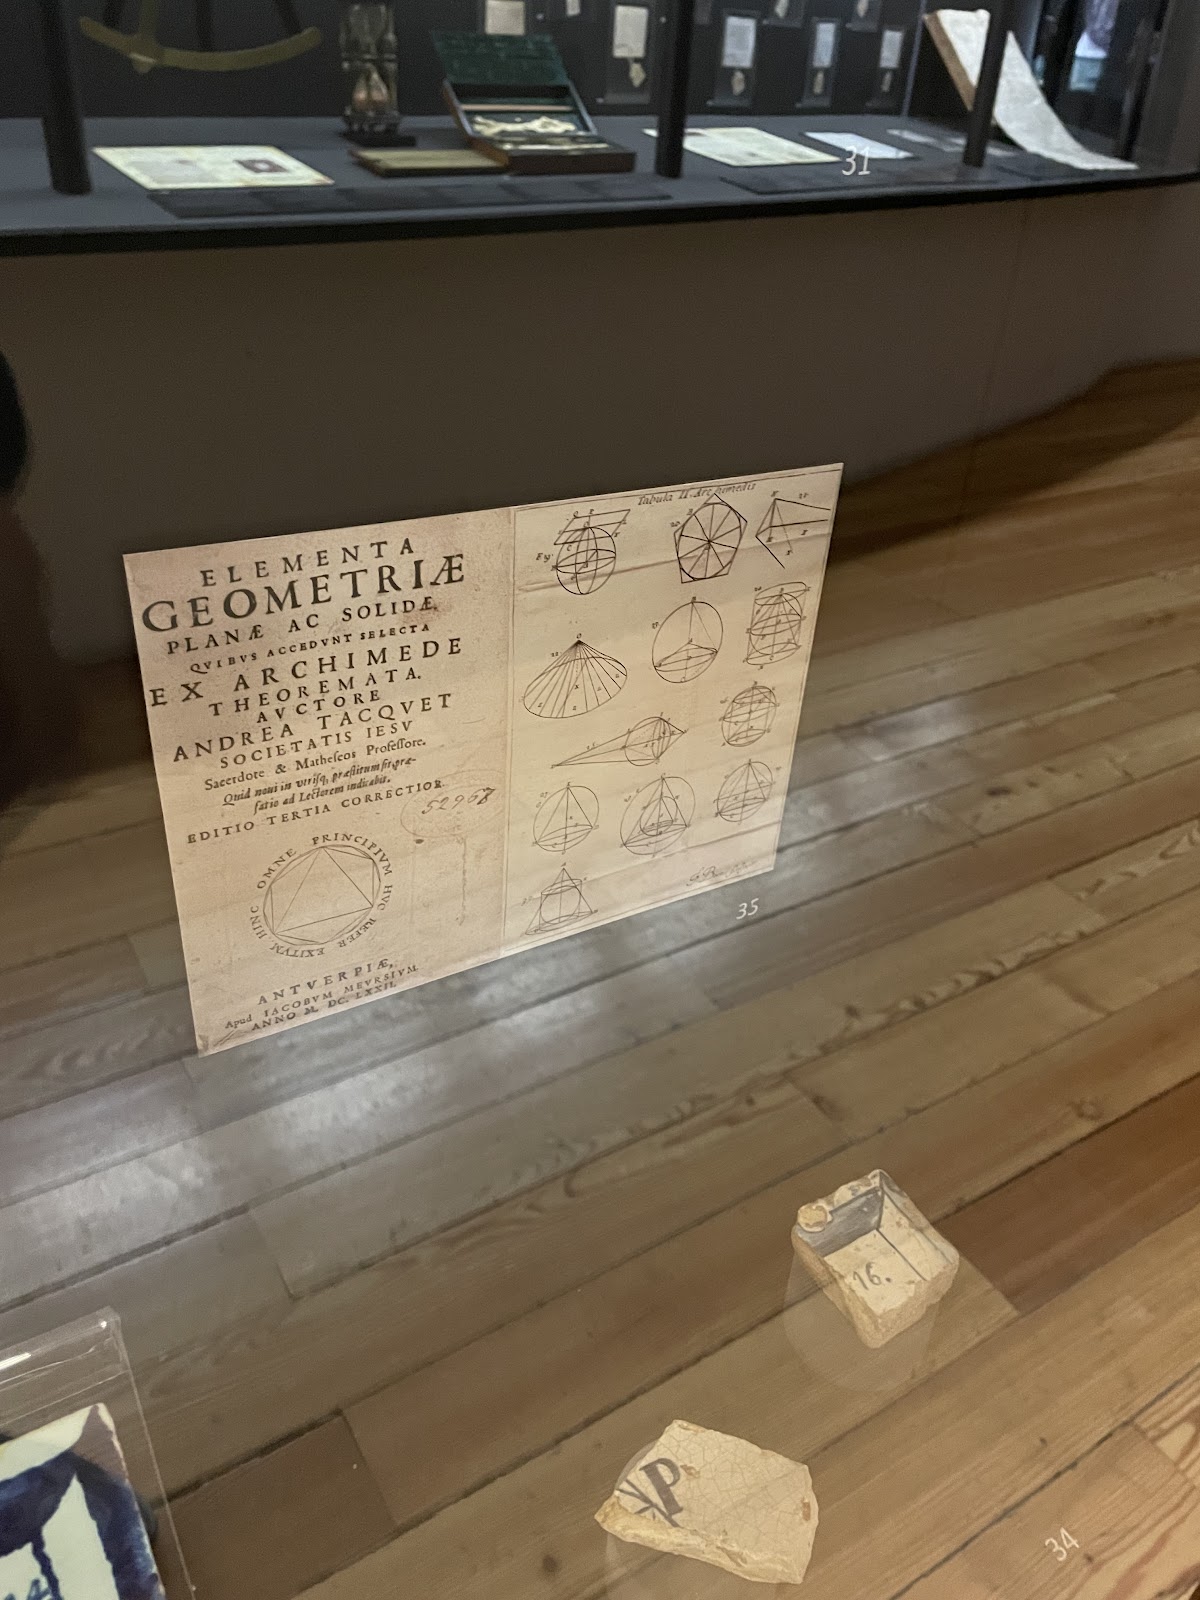 31
ELEMENTA
GEOMETRIÆ
PLANÆ AC SOLIDÆ.
QVIBVS ACCEDVNT SELECTA
EX ARCHIMEDE
THEOREMATA.
AVCTORE
ANDREA TACQVET
SOCIETATIS IESV
Sacerdote & Matheseos Professore.
Quid novi in utrisq, præstitum sit, præ-
fatio ad Lectorem indicabit.
EDITIO TERTIA CORRECTIOR.
52967
OMNE PRINCIPIVM HVC REFER EXITVM HINC
ANTVERPIÆ,
Apud IACOBVM MEVRSIVM
ANNO M. DC. LXXII.
Tabula II. Archimedis
35
16.
P
34